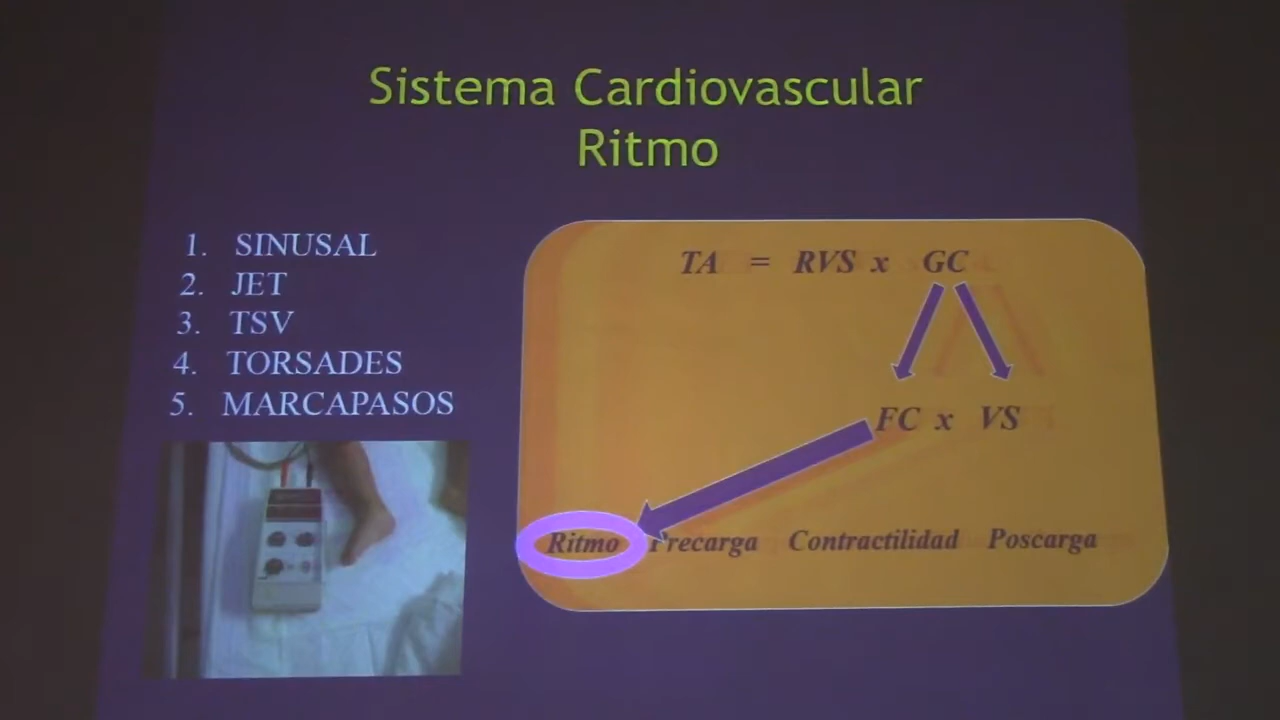 Sistema Cardiovascular
Ritmo
1. SINUSAL
2. JET
3. TSV
4. TORSADES
5. MARCAPASOS
TA = RVS x GC
FC x VS
Ritmo Precarga Contractilidad Poscarga